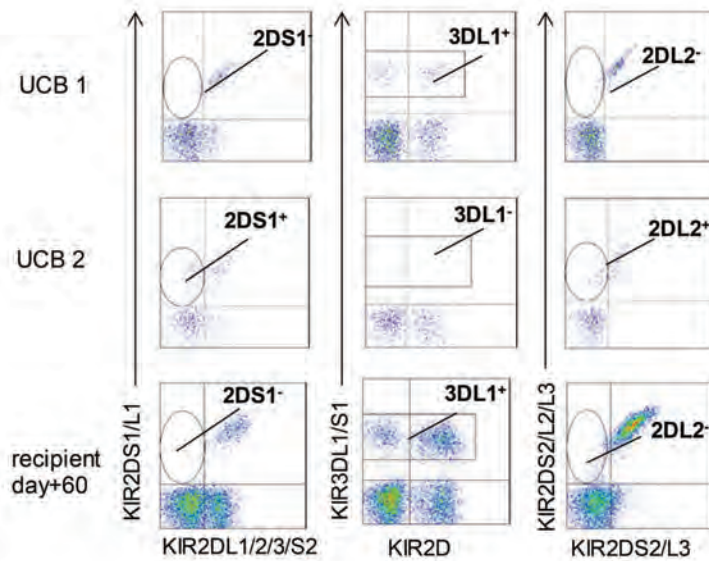 2DS1⁻
3DL1⁺
2DL2⁻
UCB 1
2DS1⁺
3DL1⁻
2DL2⁺
UCB 2
2DS1⁻
3DL1⁺
2DL2⁻
recipient
day+60
KIR2DS1/L1
KIR3DL1/S1
KIR2DS2/L2/L3
KIR2DL1/2/3/S2
KIR2D
KIR2DS2/L3